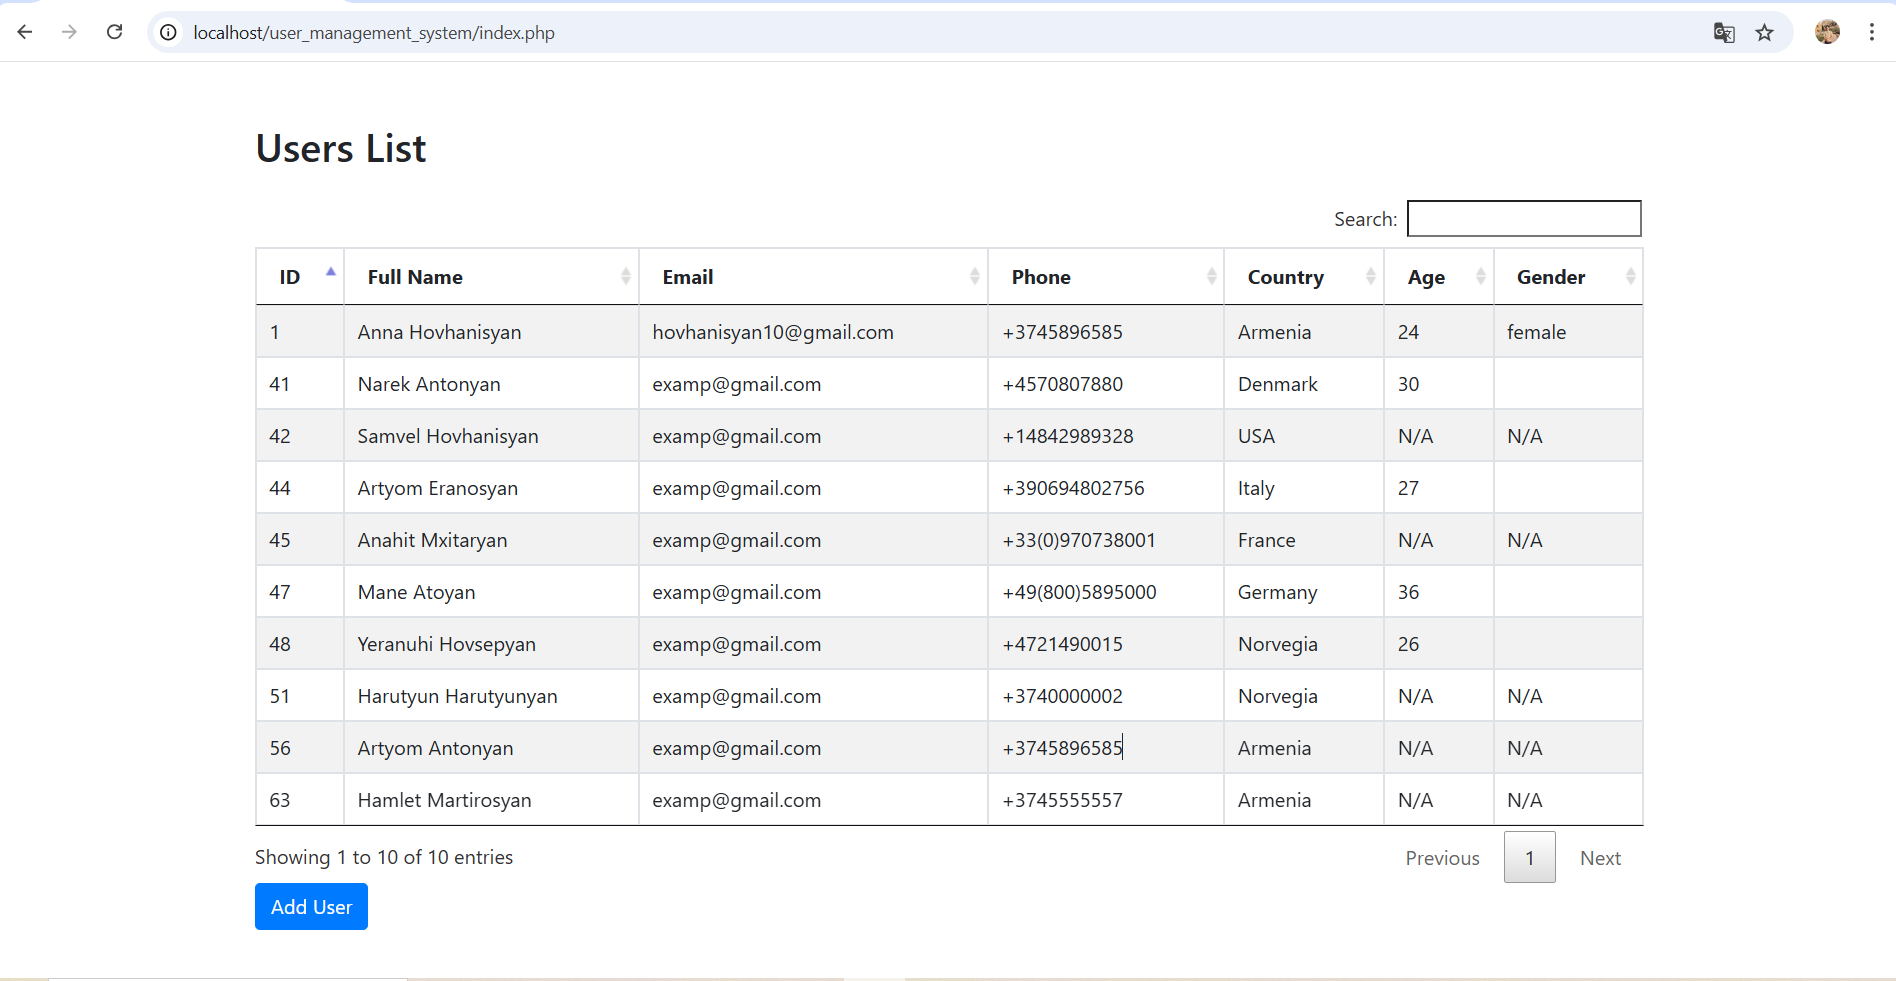 localhost/user_management_system/index.php
Users List
Search:
ID Full Name Email Phone Country Age Gender
1 Anna Hovhanisyan hovhanisyan10@gmail.com +3745896585 Armenia 24 female
41 Narek Antonyan examp@gmail.com +4570807880 Denmark 30
42 Samvel Hovhanisyan examp@gmail.com +14842989328 USA N/A N/A
44 Artyom Eranosyan examp@gmail.com +390694802756 Italy 27
45 Anahit Mxitaryan examp@gmail.com +33(0)970738001 France N/A N/A
47 Mane Atoyan examp@gmail.com +49(800)5895000 Germany 36
48 Yeranuhi Hovsepyan examp@gmail.com +4721490015 Norvegia 26
51 Harutyun Harutyunyan examp@gmail.com +3740000002 Norvegia N/A N/A
56 Artyom Antonyan examp@gmail.com +3745896585 Armenia N/A N/A
63 Hamlet Martirosyan examp@gmail.com +3745555557 Armenia N/A N/A
Showing 1 to 10 of 10 entries Previous 1 Next
Add User